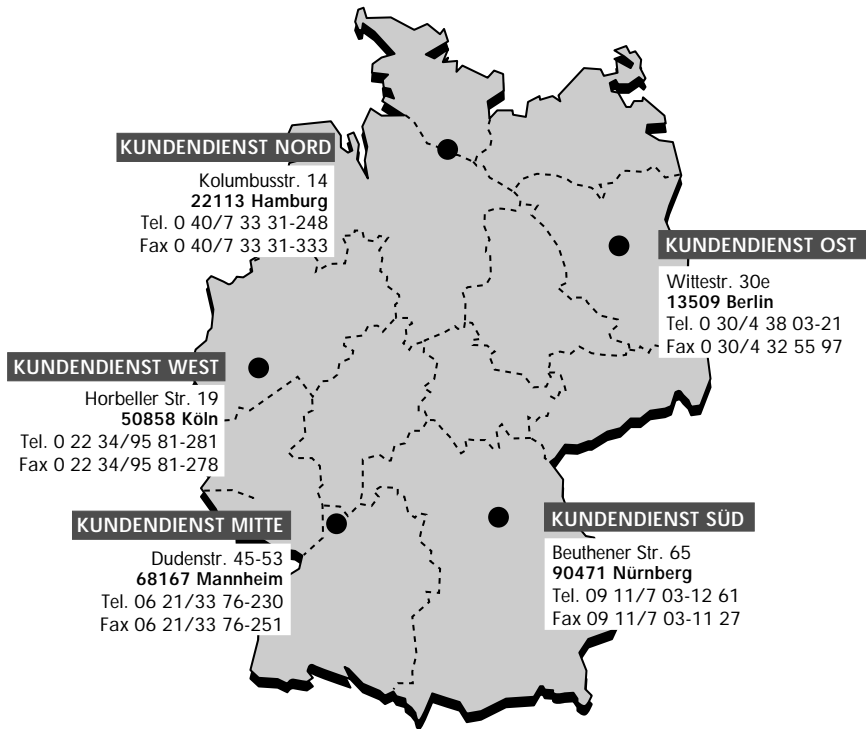 KUNDENDIENST NORD
Kolumbusstr. 14
22113 Hamburg
Tel. 0 40/7 33 31-248
Fax 0 40/7 33 31-333
KUNDENDIENST OST
Wittestr. 30e
13509 Berlin
Tel. 0 30/4 38 03-21
Fax 0 30/4 32 55 97
KUNDENDIENST WEST
Horbeller Str. 19
50858 Köln
Tel. 0 22 34/95 81-281
Fax 0 22 34/95 81-278
KUNDENDIENST MITTE
Dudenstr. 45-53
68167 Mannheim
Tel. 06 21/33 76-230
Fax 06 21/33 76-251
KUNDENDIENST SÜD
Beuthener Str. 65
90471 Nürnberg
Tel. 09 11/7 03-12 61
Fax 09 11/7 03-11 27